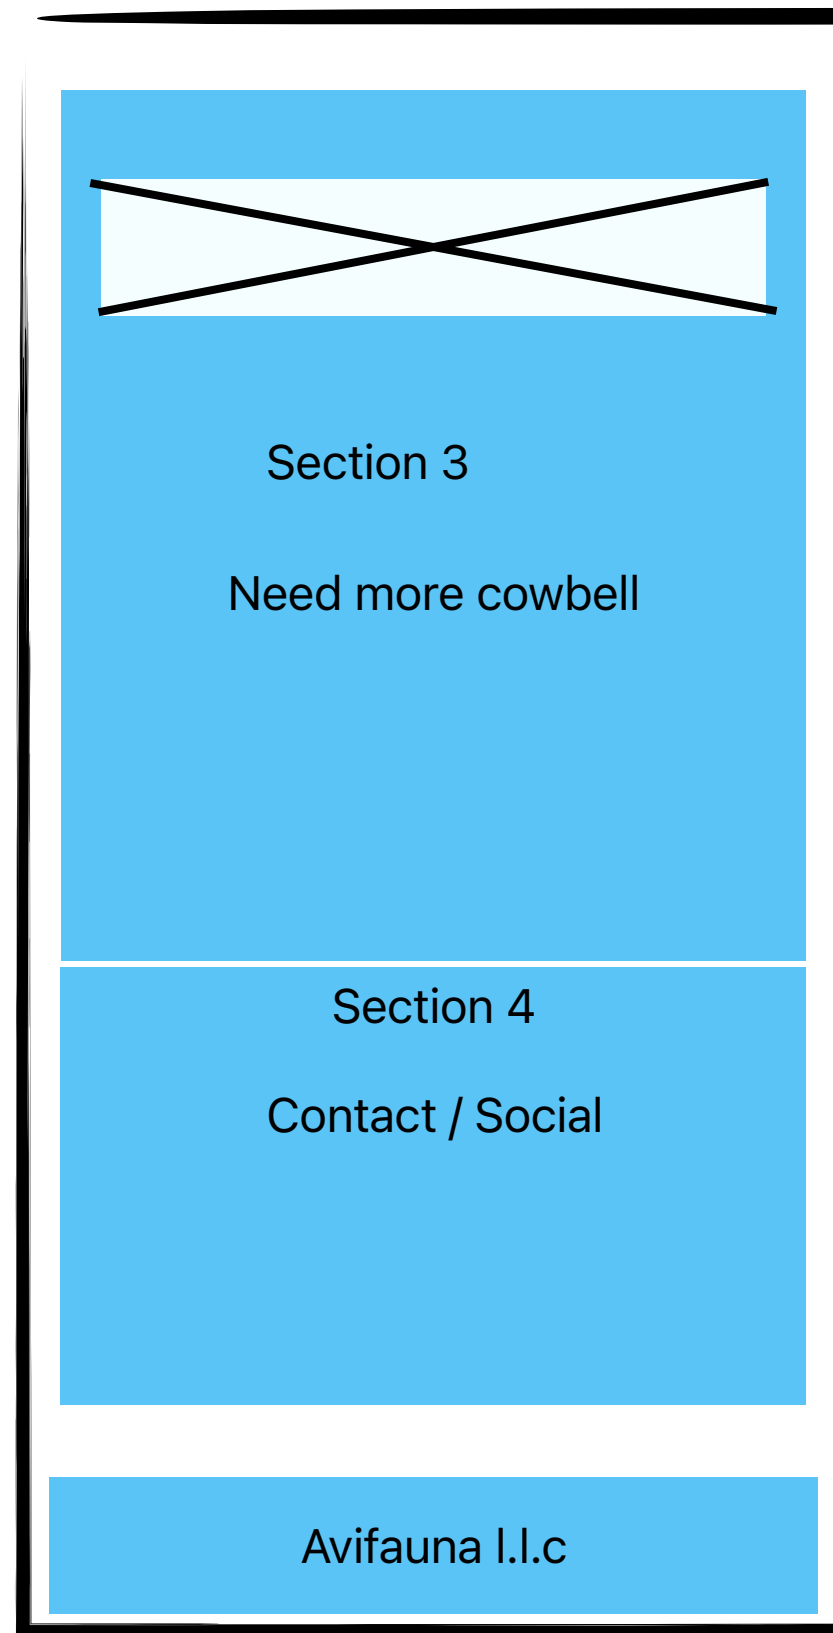 Section 3
Need more cowbell
Section 4
Contact / Social
Avifauna l.l.c